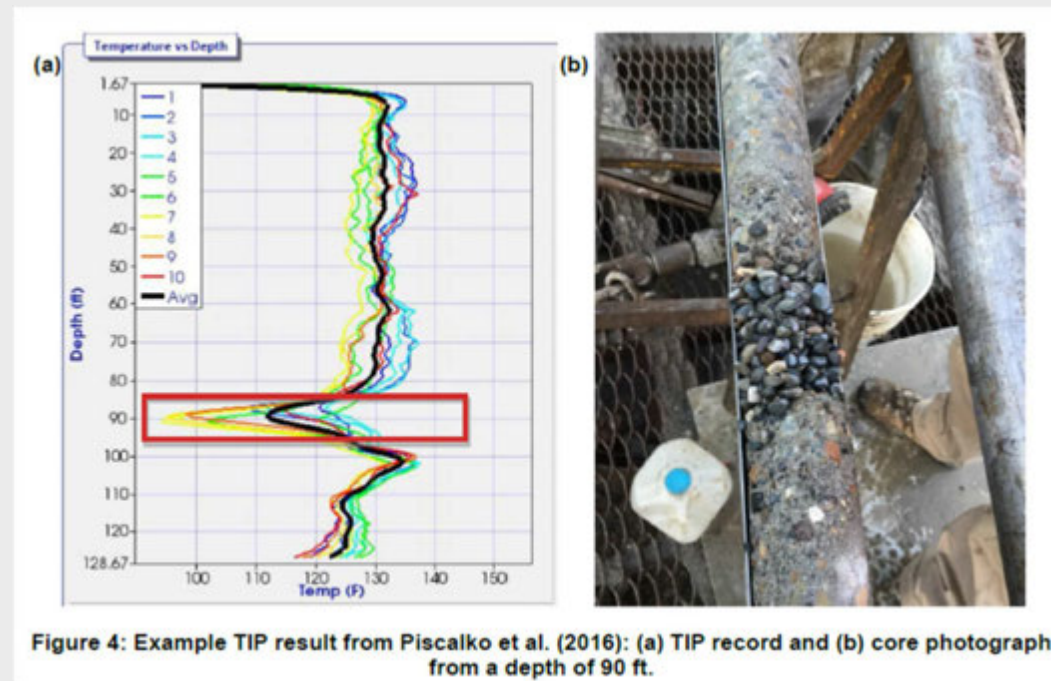 (a)
Temperature vs Depth
1.67
10
20
30
40
50
60
70
80
90
100
110
120
128.67
Depth (ft)
1
2
3
4
5
6
7
8
9
10
Avg
100 110 120 130 140 150
Temp (F)
(b)
Figure 4: Example TIP result from Piscalko et al. (2016): (a) TIP record and (b) core photograph
from a depth of 90 ft.